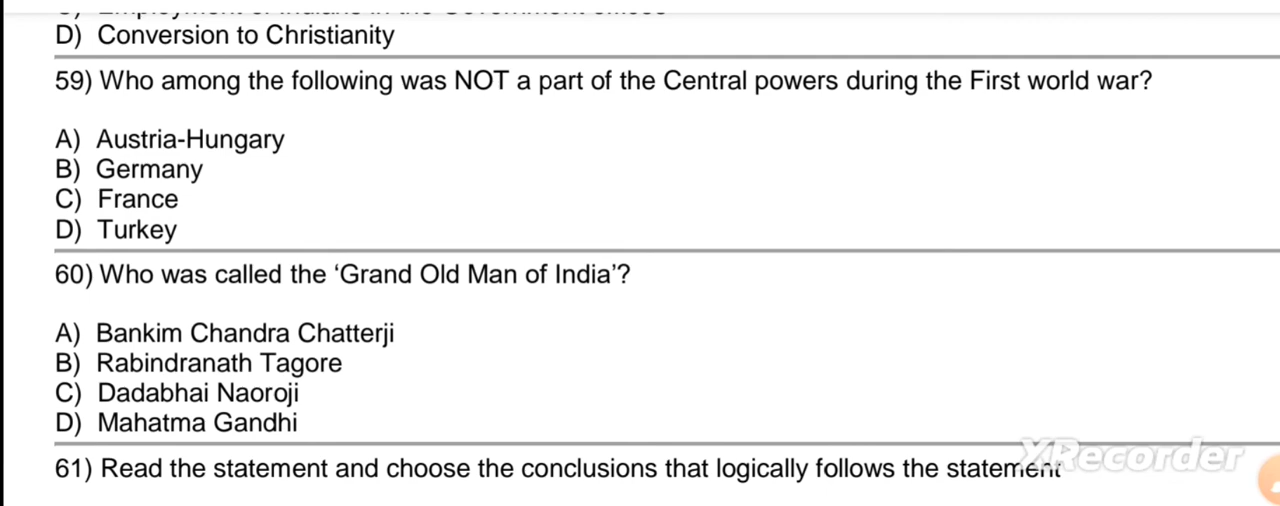 D) Conversion to Christianity
59) Who among the following was NOT a part of the Central powers during the First world war?
A) Austria-Hungary
B) Germany
C) France
D) Turkey
60) Who was called the ‘Grand Old Man of India’?
A) Bankim Chandra Chatterji
B) Rabindranath Tagore
C) Dadabhai Naoroji
D) Mahatma Gandhi
61) Read the statement and choose the conclusions that logically follows the statement
XRecorder